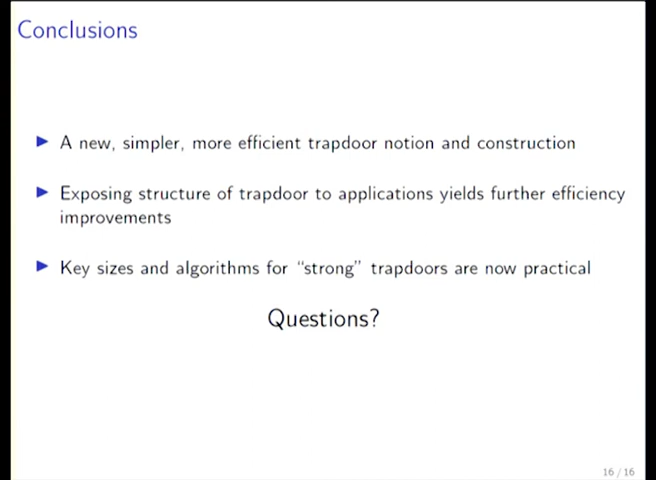 Conclusions
A new, simpler, more efficient trapdoor notion and construction
Exposing structure of trapdoor to applications yields further efficiency
improvements
Key sizes and algorithms for “strong” trapdoors are now practical
Questions?
16 / 16